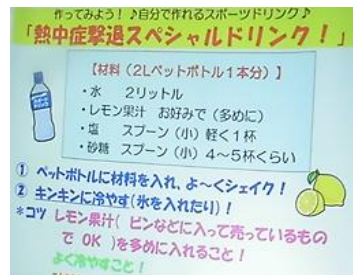 作ってみよう！♪自分で作れるスポーツドリンク♪
「熱中症撃退スペシャルドリンク！」
【材料（2Lペットボトル1本分）】
・水　　2リットル
・レモン果汁　お好みで（多めに）
・塩　　スプーン（小）軽く1杯
・砂糖　スプーン（小）4〜5杯くらい
① ペットボトルに材料を入れ、よ〜くシェイク！
② キンキンに冷やす（氷を入れたり）！
*コツ レモン果汁（ビンなどに入って売っているもの
で OK ）を多めに入れること！
よく冷やすこと！